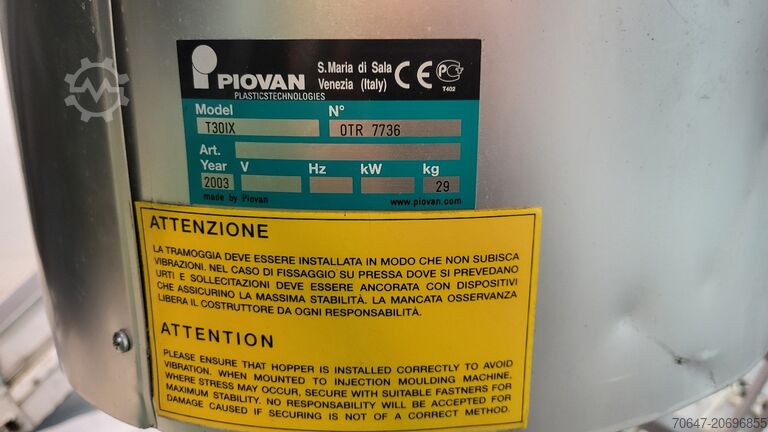 PIOVAN
PLASTICSTECHNOLOGIES
S. Maria di Sala
Venezia (Italy)
CE
PG
T402
Model
N°
T30IX
OTR 7736
Art.
Year V Hz kW kg
2003 29
made by Piovan
www.piovan.com
ATTENZIONE
LA TRAMOGGIA DEVE ESSERE INSTALLATA IN MODO CHE NON SUBISCA
VIBRAZIONI. NEL CASO DI FISSAGGIO SU PRESSA DOVE SI PREVEDANO
URTI E SOLLECITAZIONI DEVE ESSERE ANCORATA CON DISPOSITIVI
CHE ASSICURINO LA MASSIMA STABILITÀ. LA MANCATA OSSERVANZA
LIBERA IL COSTRUTTORE DA OGNI RESPONSABILITÀ.
ATTENTION
PLEASE ENSURE THAT HOPPER IS INSTALLED CORRECTLY TO AVOID
VIBRATION. WHEN MOUNTED TO INJECTION MOULDING MACHINE.
WHERE STRESS MAY OCCUR, SECURE WITH SUITABLE FASTNERS FOR
MAXIMUM STABILITY. NO RESPONSABILITY WILL BE ACCEPTED FOR
DAMAGE CAUSED IF SECURING IS NOT OF A CORRECT METHOD.
70647-20696855